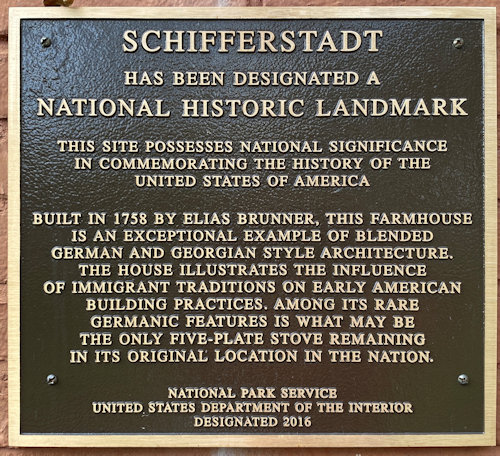 SCHIFFERSTADT
HAS BEEN DESIGNATED A
NATIONAL HISTORIC LANDMARK
THIS SITE POSSESSES NATIONAL SIGNIFICANCE
IN COMMEMORATING THE HISTORY OF THE
UNITED STATES OF AMERICA
BUILT IN 1758 BY ELIAS BRUNNER, THIS FARMHOUSE
IS AN EXCEPTIONAL EXAMPLE OF BLENDED
GERMAN AND GEORGIAN STYLE ARCHITECTURE.
THE HOUSE ILLUSTRATES THE INFLUENCE
OF IMMIGRANT TRADITIONS ON EARLY AMERICAN
BUILDING PRACTICES. AMONG ITS RARE
GERMANIC FEATURES IS WHAT MAY BE
THE ONLY FIVE-PLATE STOVE REMAINING
IN ITS ORIGINAL LOCATION IN THE NATION.
NATIONAL PARK SERVICE
UNITED STATES DEPARTMENT OF THE INTERIOR
DESIGNATED 2016